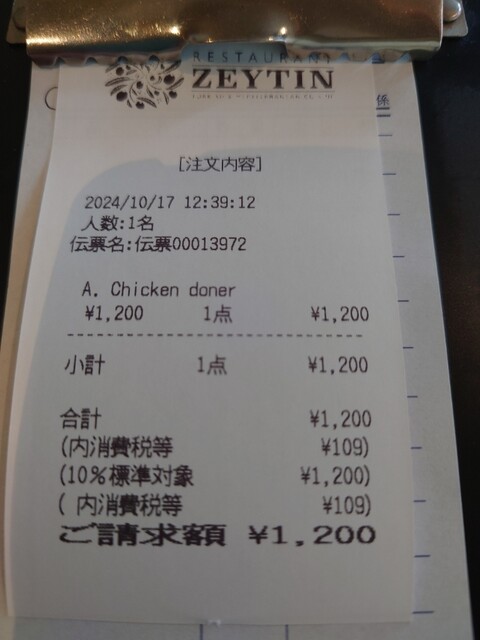 RESTAURANT
ZEYTIN
係
[注文内容]
2024/10/17 12:39:12
人数:1名
伝票名:伝票00013972
A. Chicken doner
¥1,200 1点 ¥1,200
小計 1点 ¥1,200
合計 ¥1,200
(内消費税等 ¥109)
(10%標準対象 ¥1,200)
( 内消費税等 ¥109)
ご請求額 ¥1,200